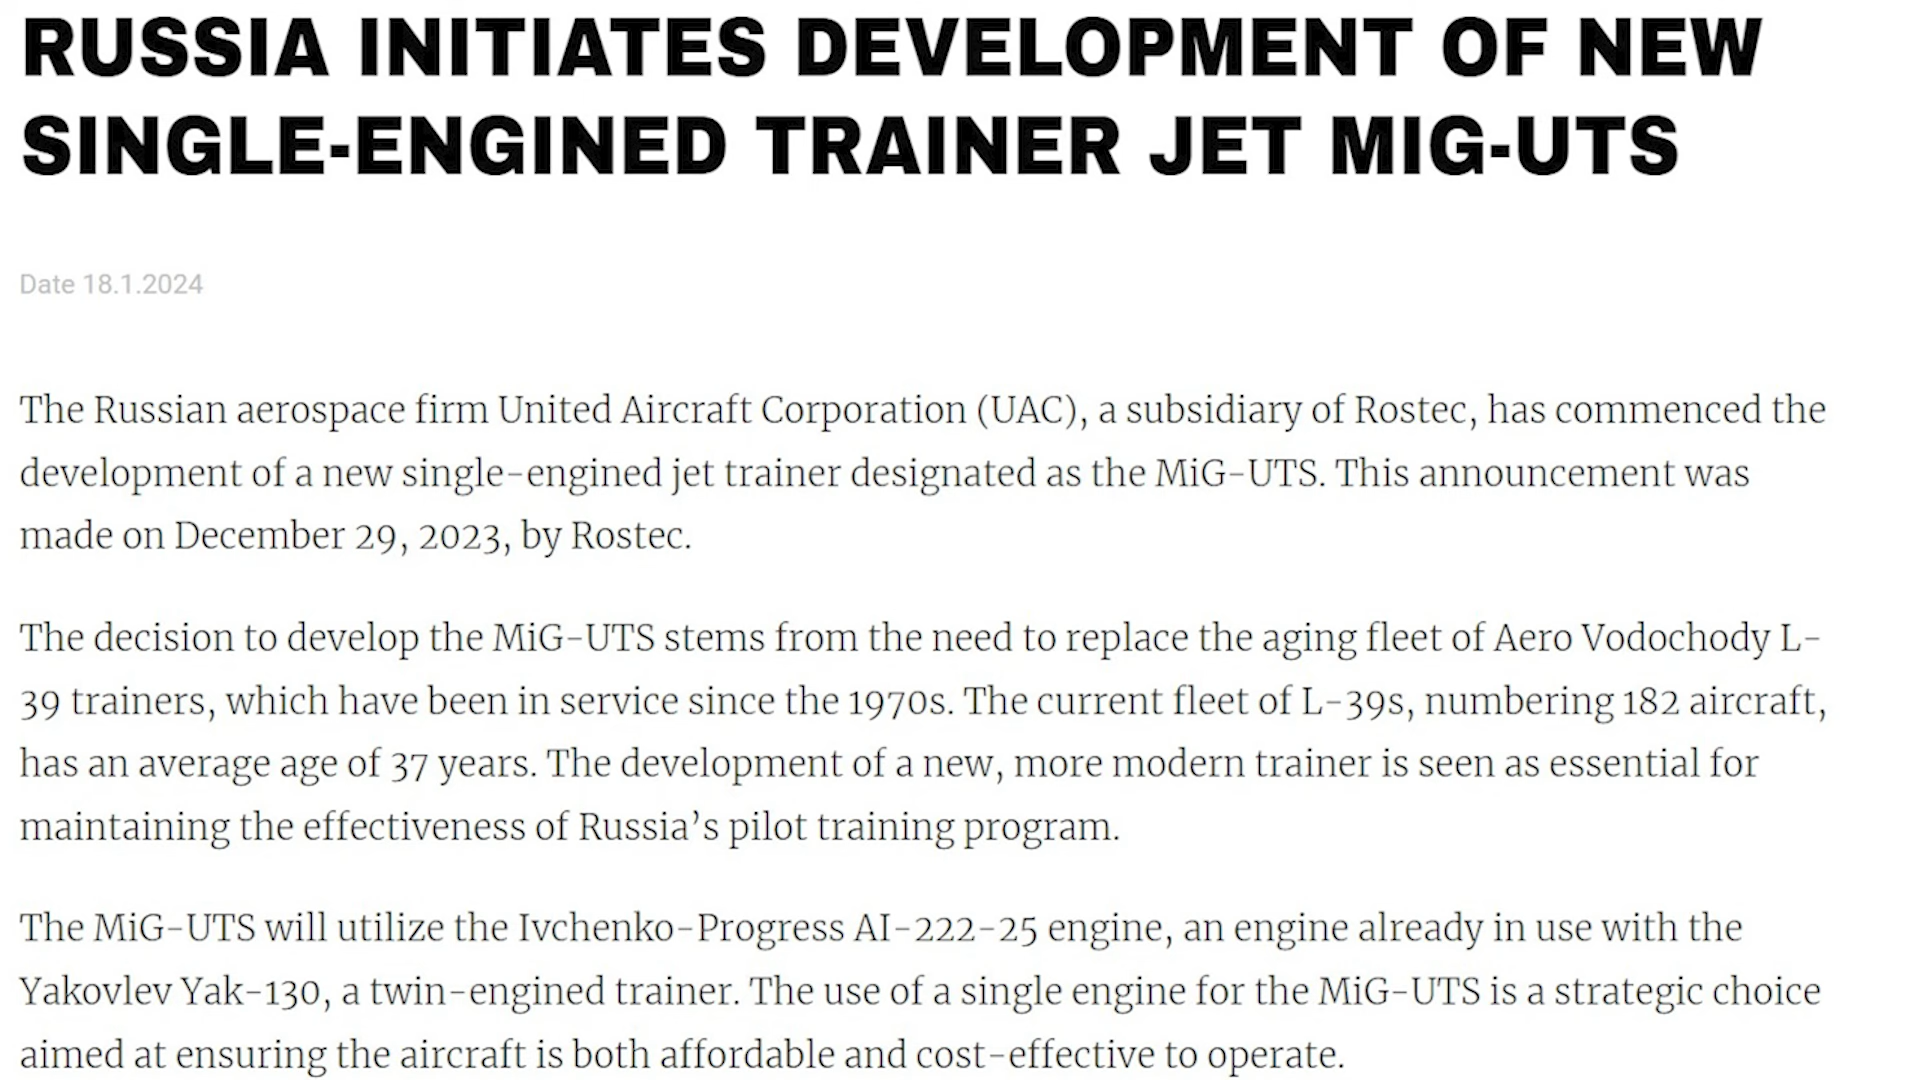 RUSSIA INITIATES DEVELOPMENT OF NEW
SINGLE-ENGINED TRAINER JET MIG-UTS
Date 18.1.2024
The Russian aerospace firm United Aircraft Corporation (UAC), a subsidiary of Rostec, has commenced the
development of a new single-engined jet trainer designated as the MiG-UTS. This announcement was
made on December 29, 2023, by Rostec.
The decision to develop the MiG-UTS stems from the need to replace the aging fleet of Aero Vodochody L-
39 trainers, which have been in service since the 1970s. The current fleet of L-39s, numbering 182 aircraft,
has an average age of 37 years. The development of a new, more modern trainer is seen as essential for
maintaining the effectiveness of Russia’s pilot training program.
The MiG-UTS will utilize the Ivchenko-Progress AI-222-25 engine, an engine already in use with the
Yakovlev Yak-130, a twin-engined trainer. The use of a single engine for the MiG-UTS is a strategic choice
aimed at ensuring the aircraft is both affordable and cost-effective to operate.